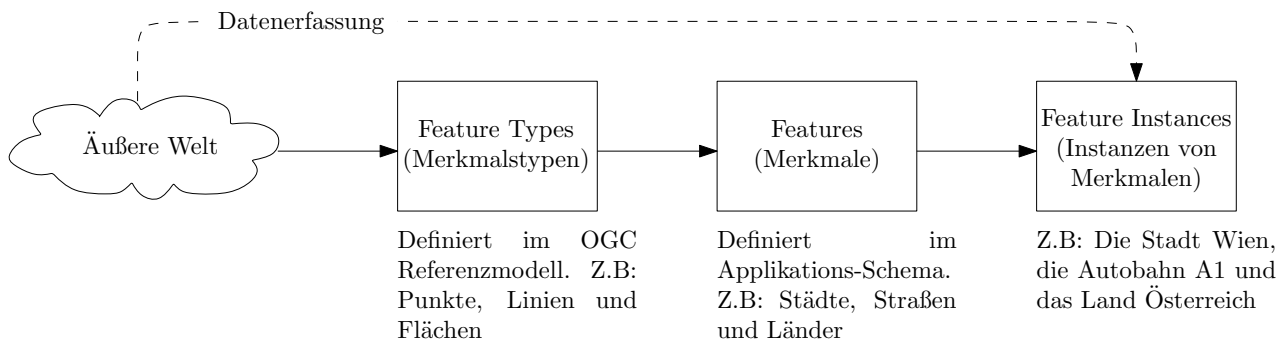 Datenerfassung
Äußere Welt
Feature Types
(Merkmalstypen)
Features
(Merkmale)
Feature Instances
(Instanzen von
Merkmalen)
Definiert im OGC
Referenzmodell. Z.B:
Punkte, Linien und
Flächen
Definiert im
Applikations-Schema.
Z.B: Städte, Straßen
und Länder
Z.B: Die Stadt Wien,
die Autobahn A1 und
das Land Österreich